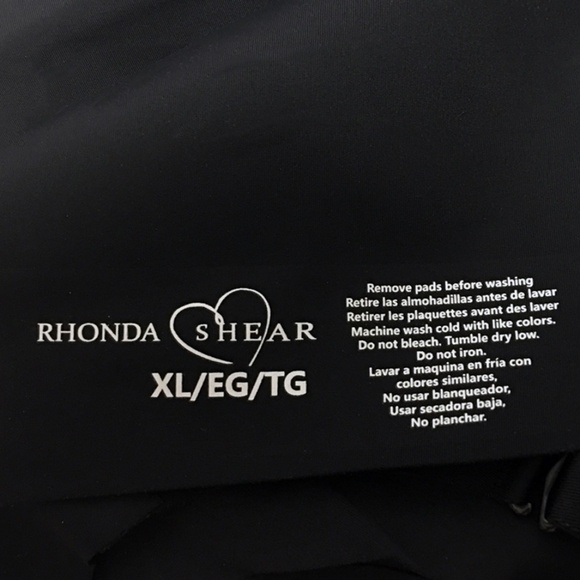 RHONDA SHEAR
XL/EG/TG
Remove pads before washing
Retire las almohadillas antes de lavar
Retirer les plaquettes avant des laver
Machine wash cold with like colors.
Do not bleach. Tumble dry low.
Do not iron.
Lavar a maquina en fría con
colores similares,
No usar blanqueador,
Usar secadora baja,
No planchar.